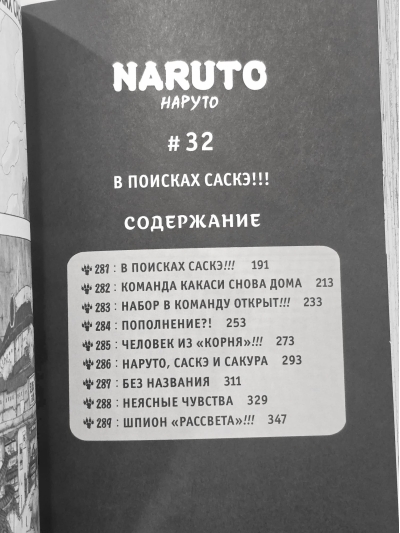 NARUTO
НАРУТО
#32
В ПОИСКАХ САСКЭ!!!
СОДЕРЖАНИЕ
281: В ПОИСКАХ САСКЭ!!! 191
282: КОМАНДА КАКАСИ СНОВА ДОМА 213
283: НАБОР В КОМАНДУ ОТКРЫТ!!! 233
284: ПОПОЛНЕНИЕ?! 253
285: ЧЕЛОВЕК ИЗ «КОРНЯ»!!! 273
286: НАРУТО, САСКЭ И САКУРА 293
287: БЕЗ НАЗВАНИЯ 311
288: НЕЯСНЫЕ ЧУВСТВА 329
289: ШПИОН «РАССВЕТА»!!! 347